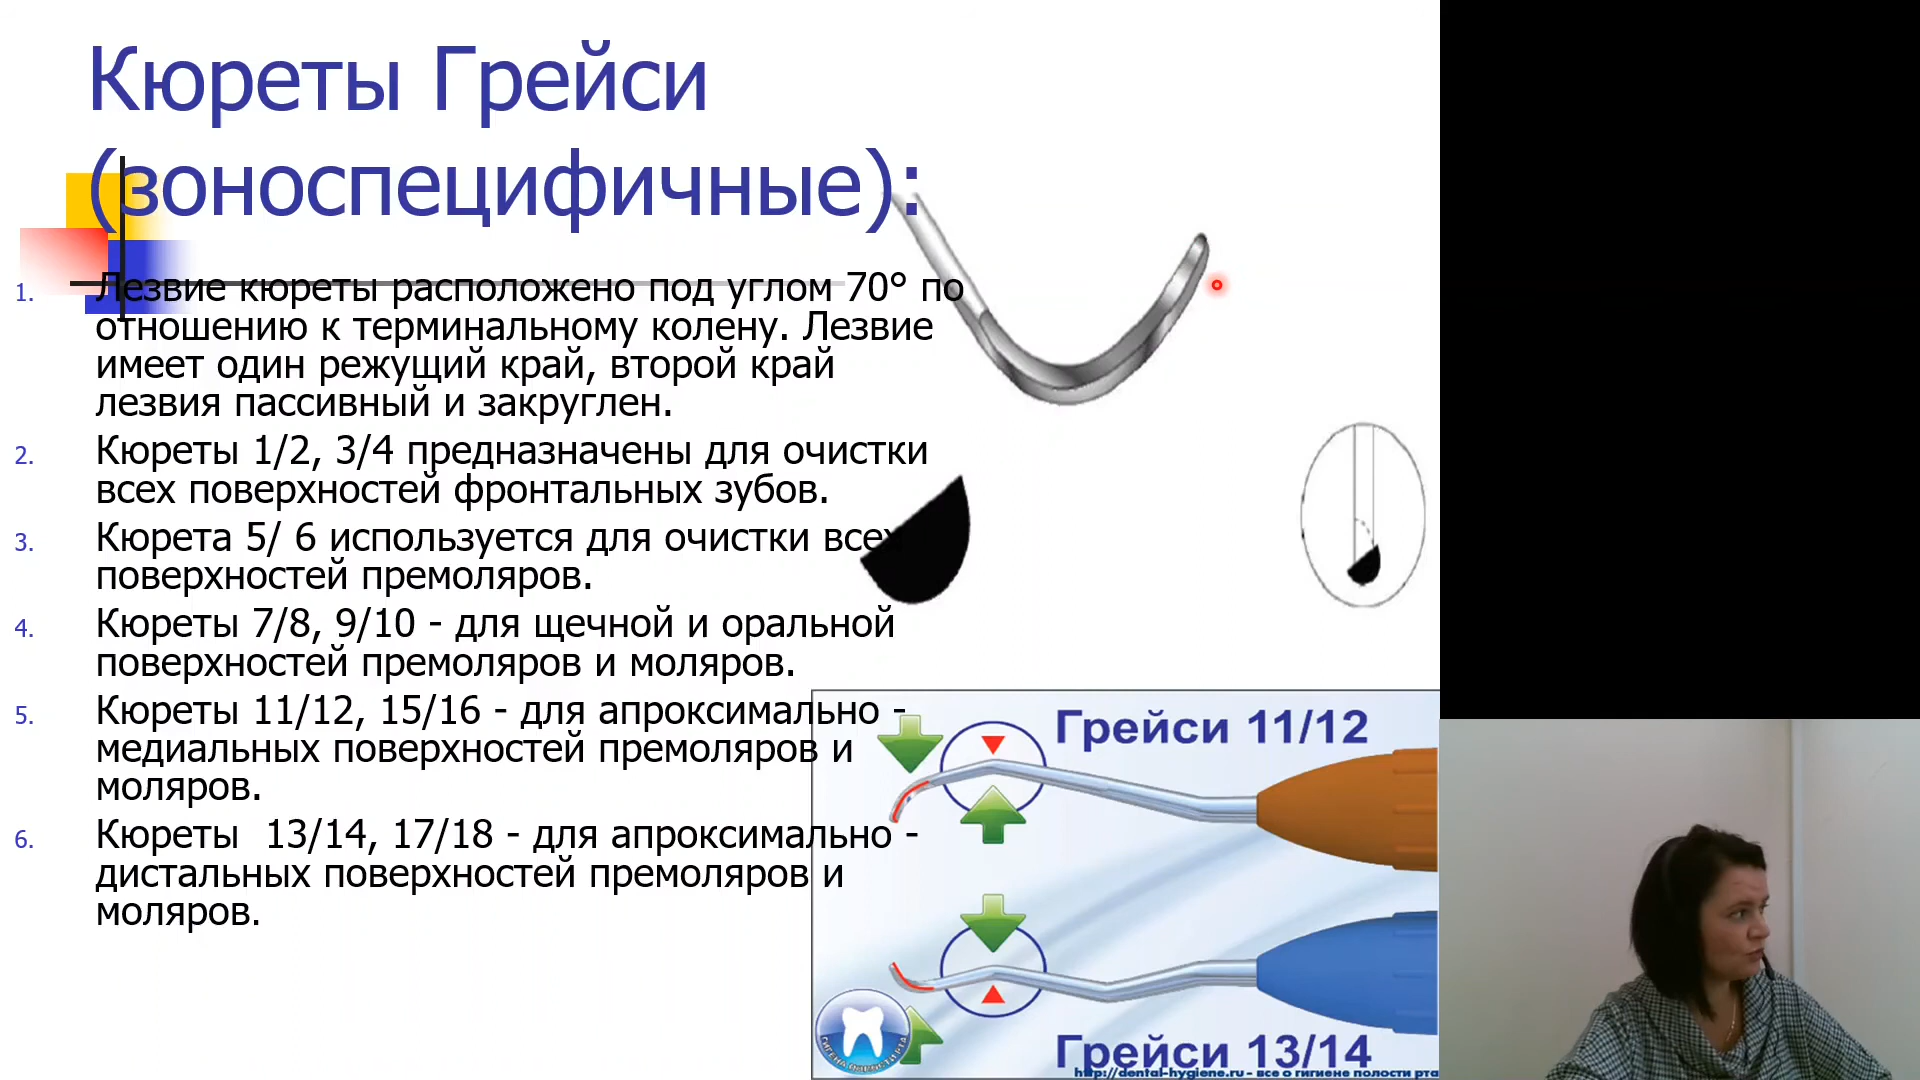 Кюреты Грейси
(зоноспецифичные):
1. Лезвие кюреты расположено под углом 70° по
отношению к терминальному колену. Лезвие
имеет один режущий край, второй край
лезвия пассивный и закруглен.
2. Кюреты 1/2, 3/4 предназначены для очистки
всех поверхностей фронтальных зубов.
3. Кюрета 5/ 6 используется для очистки всех
поверхностей премоляров.
4. Кюреты 7/8, 9/10 - для щечной и оральной
поверхностей премоляров и моляров.
5. Кюреты 11/12, 15/16 - для апроксимально -
медиальных поверхностей премоляров и
моляров.
6. Кюреты  13/14, 17/18 - для апроксимально -
дистальных поверхностей премоляров и
моляров.
Грейси 11/12
Грейси 13/14
http://dental-hygiene.ru - все о гигиене полости рта